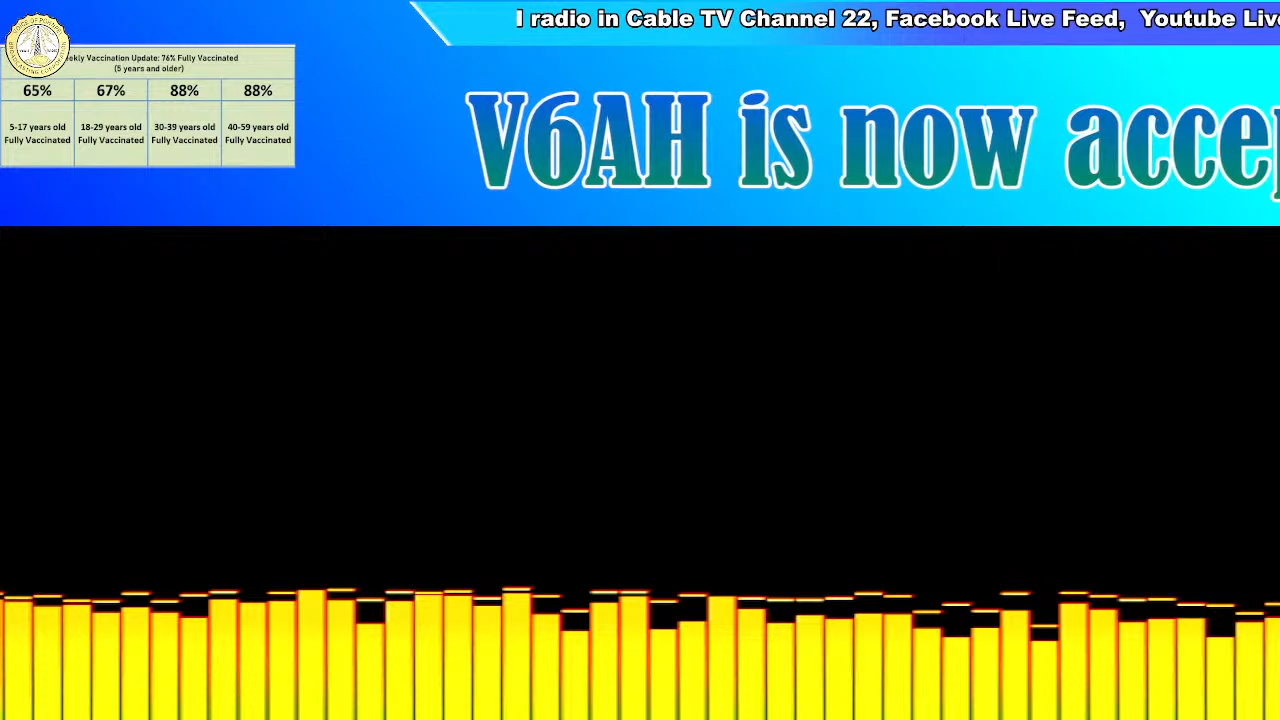 l radio in Cable TV Channel 22, Facebook Live Feed, Youtube Live
V6AH is now accep
ekly Vaccination Update: 76% Fully Vaccinated
(5 years and older)
65% 67% 88% 88%
5-17 years old 18-29 years old 30-39 years old 40-59 years old
Fully Vaccinated Fully Vaccinated Fully Vaccinated Fully Vaccinated